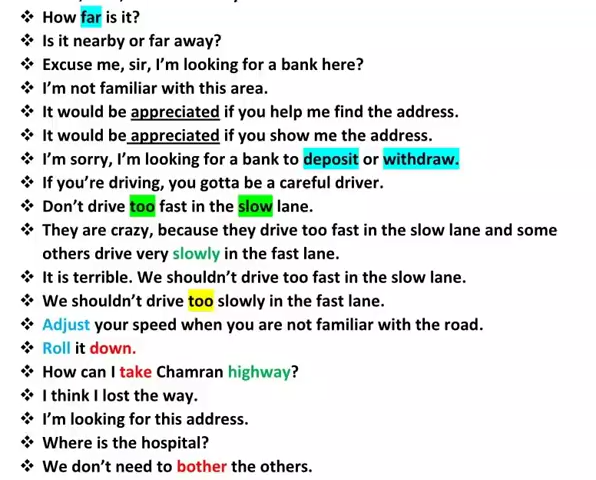 ❖ How far is it?
❖ Is it nearby or far away?
❖ Excuse me, sir, I'm looking for a bank here?
❖ I'm not familiar with this area.
❖ It would be appreciated if you help me find the address.
❖ It would be appreciated if you show me the address.
❖ I'm sorry, I'm looking for a bank to deposit or withdraw.
❖ If you're driving, you gotta be a careful driver.
❖ Don't drive too fast in the slow lane.
❖ They are crazy, because they drive too fast in the slow lane and some
others drive very slowly in the fast lane.
❖ It is terrible. We shouldn't drive too fast in the slow lane.
❖ We shouldn't drive too slowly in the fast lane.
❖ Adjust your speed when you are not familiar with the road.
❖ Roll it down.
❖ How can I take Chamran highway?
❖ I think I lost the way.
❖ I'm looking for this address.
❖ Where is the hospital?
❖ We don't need to bother the others.